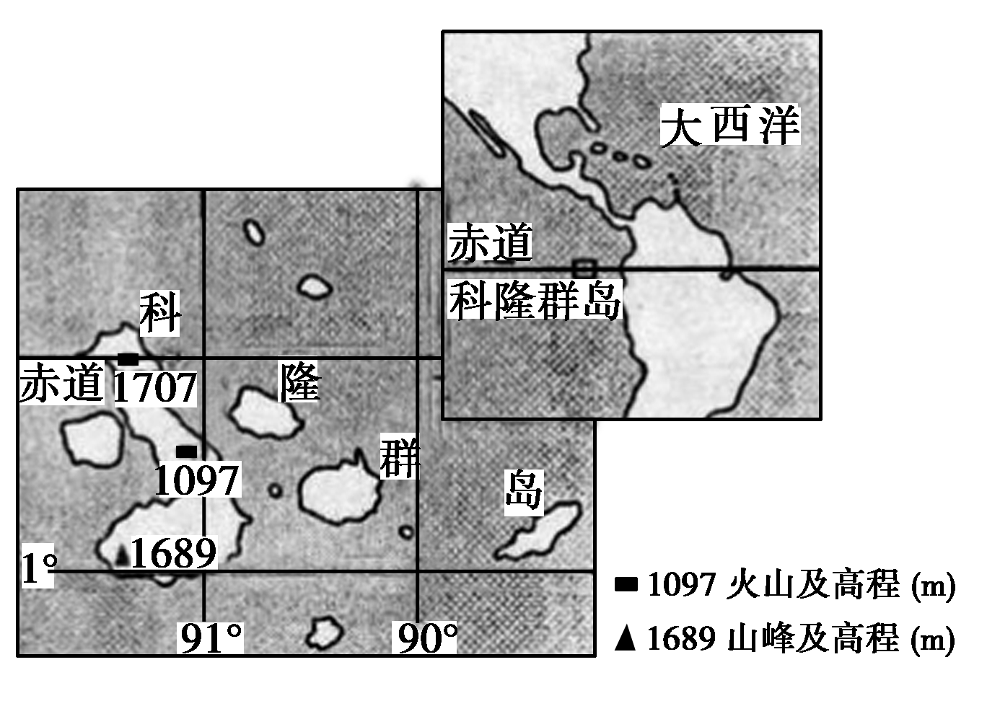 大西洋
赤道
科隆群岛
科
隆
群
岛
赤道
1707
1097
1689
1°
91°
90°
1097 火山及高程 (m)
1689 山峰及高程 (m)